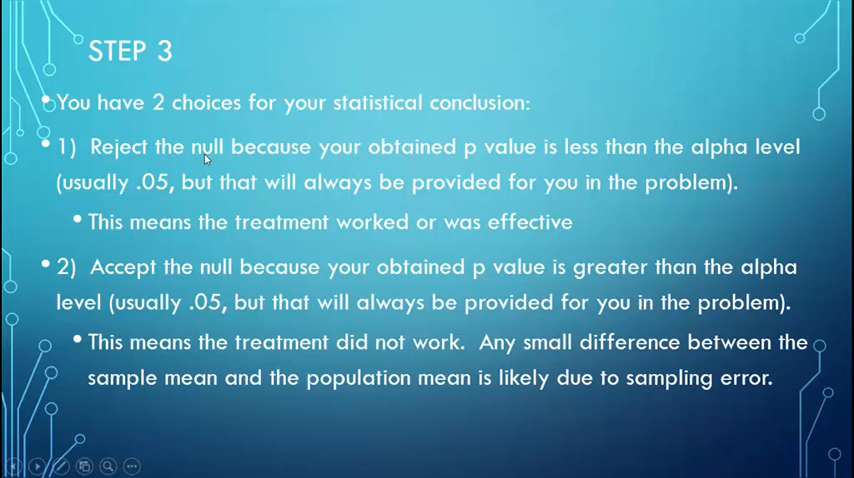 STEP 3
• You have 2 choices for your statistical conclusion:
• 1) Reject the null because your obtained p value is less than the alpha level
(usually .05, but that will always be provided for you in the problem).
• This means the treatment worked or was effective
• 2) Accept the null because your obtained p value is greater than the alpha
level (usually .05, but that will always be provided for you in the problem).
• This means the treatment did not work. Any small difference between the
sample mean and the population mean is likely due to sampling error.